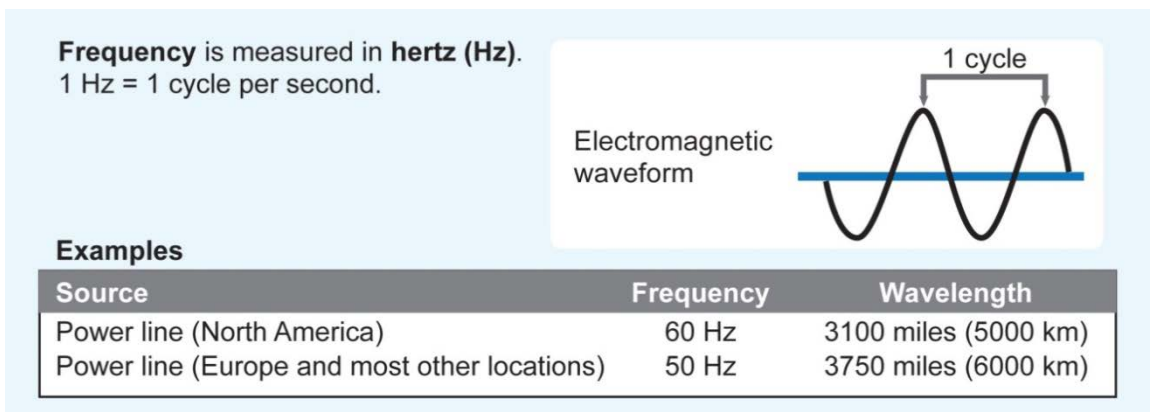 Frequency is measured in hertz (Hz).
1 Hz = 1 cycle per second.
1 cycle
Electromagnetic
waveform
Examples
Source Frequency Wavelength
Power line (North America) 60 Hz 3100 miles (5000 km)
Power line (Europe and most other locations) 50 Hz 3750 miles (6000 km)